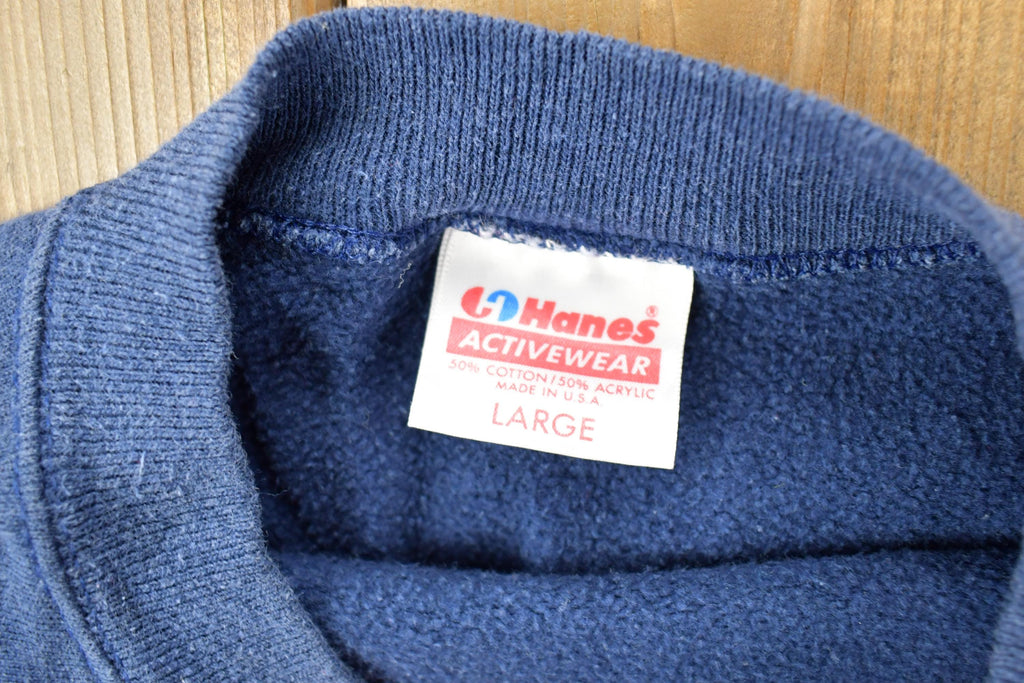 Hanes®
ACTIVEWEAR
50% COTTON/50% ACRYLIC
MADE IN U.S.A.
LARGE